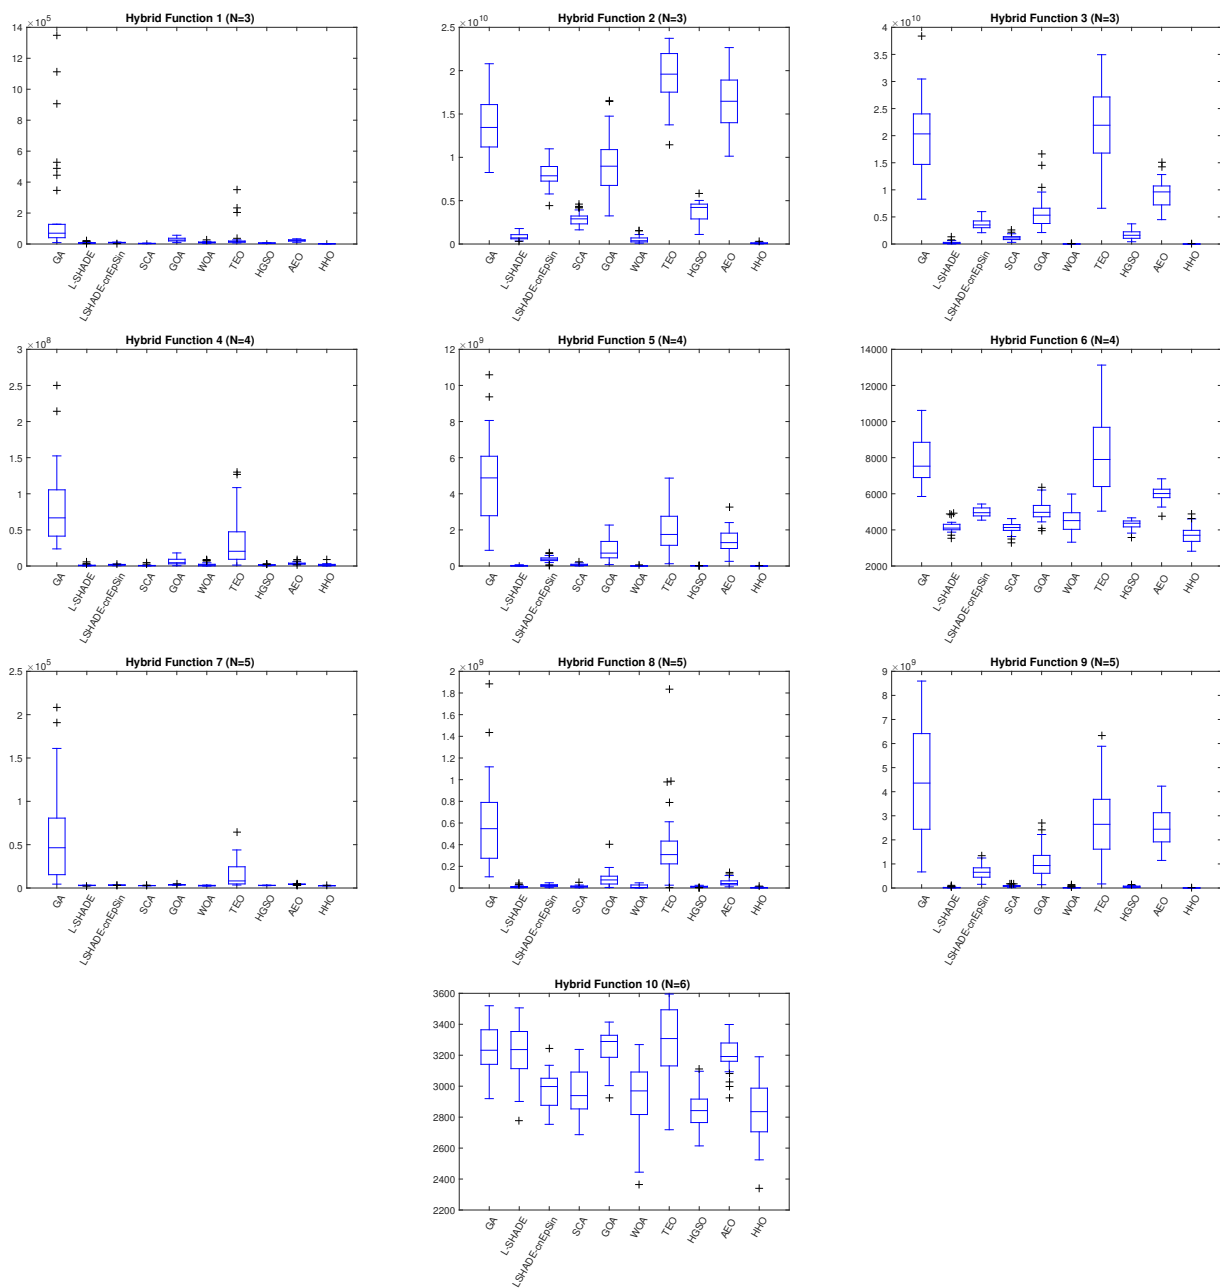 Hybrid Function 1 (N=3)
×10^5
14
12
10
8
6
4
2
0
GA
L-SHADE
LSHADE-cnEpSin
SCA
GOA
WOA
TEO
HGSO
AEO
HHO
Hybrid Function 2 (N=3)
×10^10
2.5
2
1.5
1
0.5
0
GA
L-SHADE
LSHADE-cnEpSin
SCA
GOA
WOA
TEO
HGSO
AEO
HHO
Hybrid Function 3 (N=3)
×10^10
4
3.5
3
2.5
2
1.5
1
0.5
0
GA
L-SHADE
LSHADE-cnEpSin
SCA
GOA
WOA
TEO
HGSO
AEO
HHO
Hybrid Function 4 (N=4)
×10^8
3
2.5
2
1.5
1
0.5
0
GA
L-SHADE
LSHADE-cnEpSin
SCA
GOA
WOA
TEO
HGSO
AEO
HHO
Hybrid Function 5 (N=4)
×10^9
12
10
8
6
4
2
0
GA
L-SHADE
LSHADE-cnEpSin
SCA
GOA
WOA
TEO
HGSO
AEO
HHO
Hybrid Function 6 (N=4)
14000
12000
10000
8000
6000
4000
2000
GA
L-SHADE
LSHADE-cnEpSin
SCA
GOA
WOA
TEO
HGSO
AEO
HHO
Hybrid Function 7 (N=5)
×10^5
2.5
2
1.5
1
0.5
0
GA
L-SHADE
LSHADE-cnEpSin
SCA
GOA
WOA
TEO
HGSO
AEO
HHO
Hybrid Function 8 (N=5)
×10^9
2
1.8
1.6
1.4
1.2
1
0.8
0.6
0.4
0.2
0
GA
L-SHADE
LSHADE-cnEpSin
SCA
GOA
WOA
TEO
HGSO
AEO
HHO
Hybrid Function 9 (N=5)
×10^9
9
8
7
6
5
4
3
2
1
0
GA
L-SHADE
LSHADE-cnEpSin
SCA
GOA
WOA
TEO
HGSO
AEO
HHO
Hybrid Function 10 (N=6)
3600
3400
3200
3000
2800
2600
2400
2200
GA
L-SHADE
LSHADE-cnEpSin
SCA
GOA
WOA
TEO
HGSO
AEO
HHO